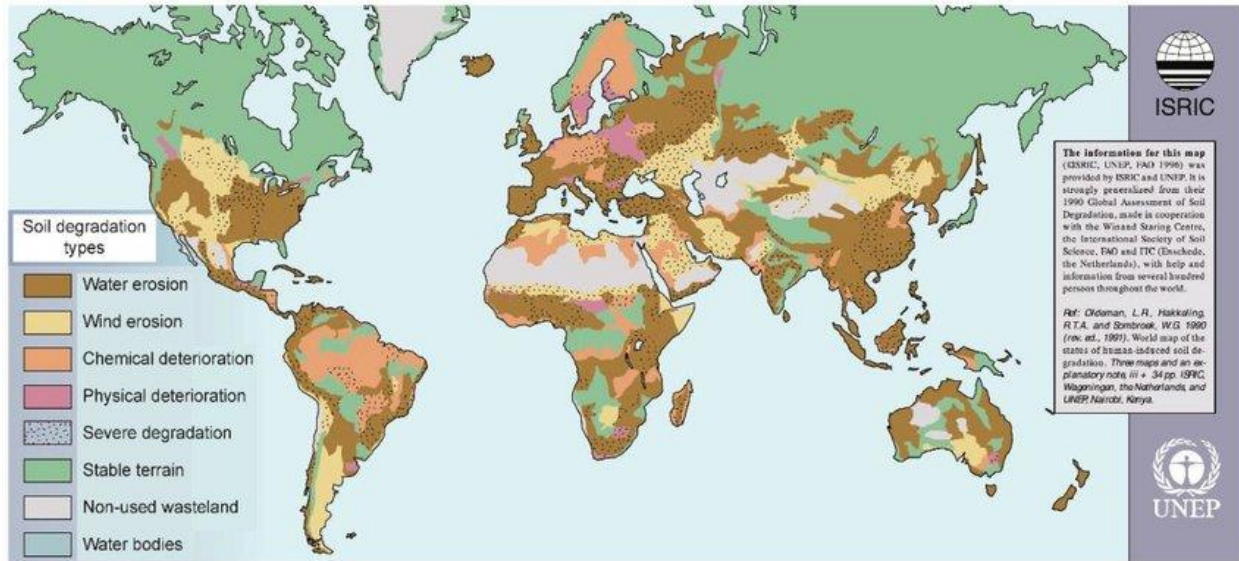 Soil degradation
types
Water erosion
Wind erosion
Chemical deterioration
Physical deterioration
Severe degradation
Stable terrain
Non-used wasteland
Water bodies
ISRIC
The information for this map
(ISRIC, UNEP, FAO 1996) was
provided by ISRIC and UNEP. It is
strongly generalized from their
1990 Global Assessment of Soil
Degradation, made in cooperation
with the Winand Staring Centre,
the International Society of Soil
Science, FAO and ITC (Enschede,
the Netherlands), with help and
information from several hundred
persons throughout the world.
Ref: Oldeman, L.R., Hakkeling,
R.T.A. and Sombroek, W.G. 1990
(rev. ed., 1991). World map of the
status of human-induced soil de-
gradation. Three maps and an ex-
planatory note, iii + 34 pp. ISRIC,
Wageningen, the Netherlands, and
UNEP, Nairobi, Kenya.
UNEP